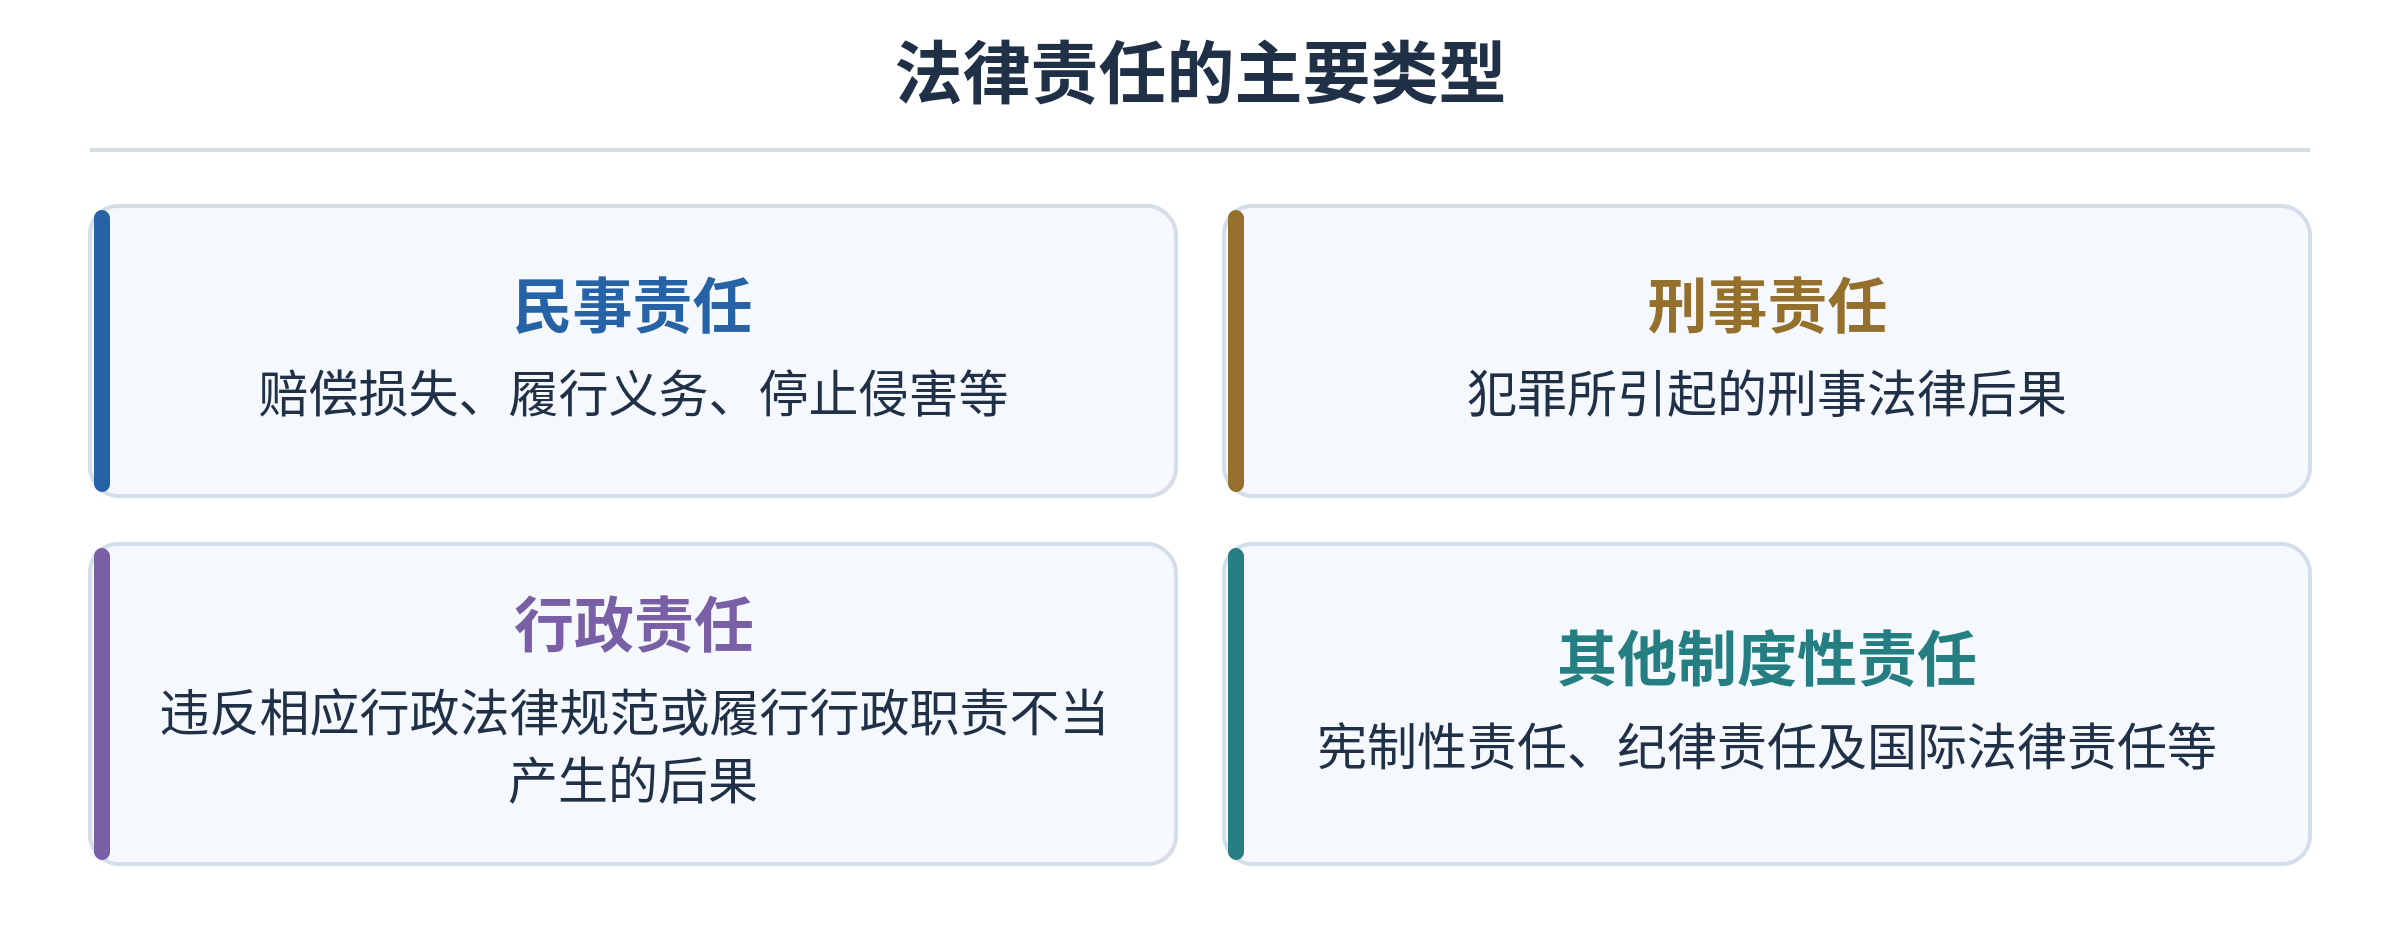 法律责任的主要类型
民事责任
赔偿损失、履行义务、停止侵害等
刑事责任
犯罪所引起的刑事法律后果
行政责任
违反相应行政法律规范或履行行政职责不当
产生的后果
其他制度性责任
宪制性责任、纪律责任及国际法律责任等